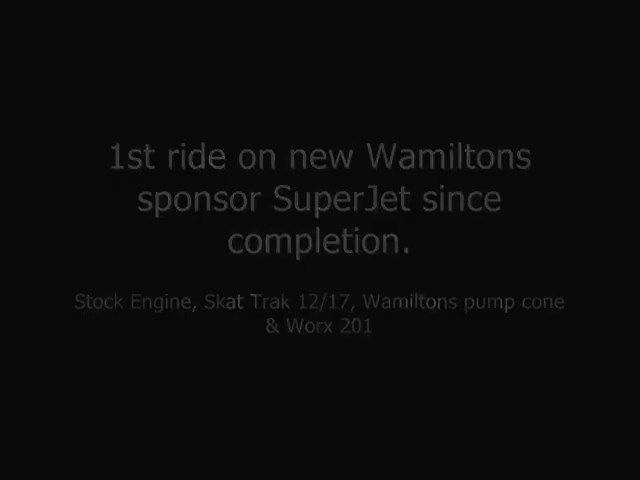 1st ride on new Wamiltons
sponsor SuperJet since
completion.
Stock Engine, Skat Trak 12/17, Wamiltons pump cone
& Worx 201